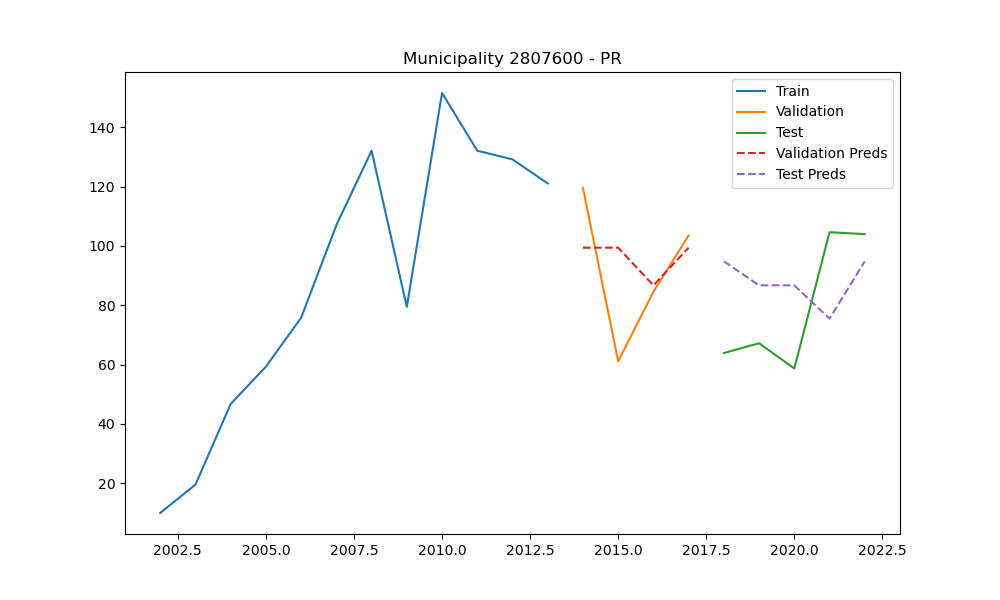 Municipality 2807600 - PR
Train
Validation
Test
Validation Preds
Test Preds
140
120
100
80
60
40
20
2002.5 2005.0 2007.5 2010.0 2012.5 2015.0 2017.5 2020.0 2022.5